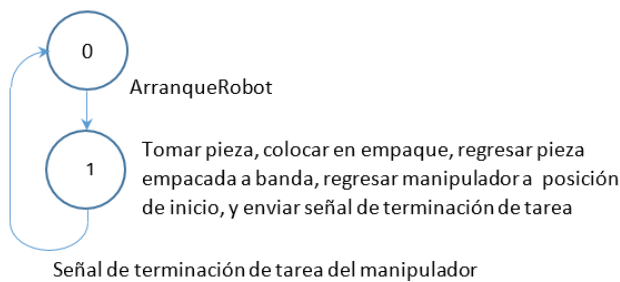 0
ArranqueRobot
1
Tomar pieza, colocar en empaque, regresar pieza
empacada a banda, regresar manipulador a posición
de inicio, y enviar señal de terminación de tarea
Señal de terminación de tarea del manipulador